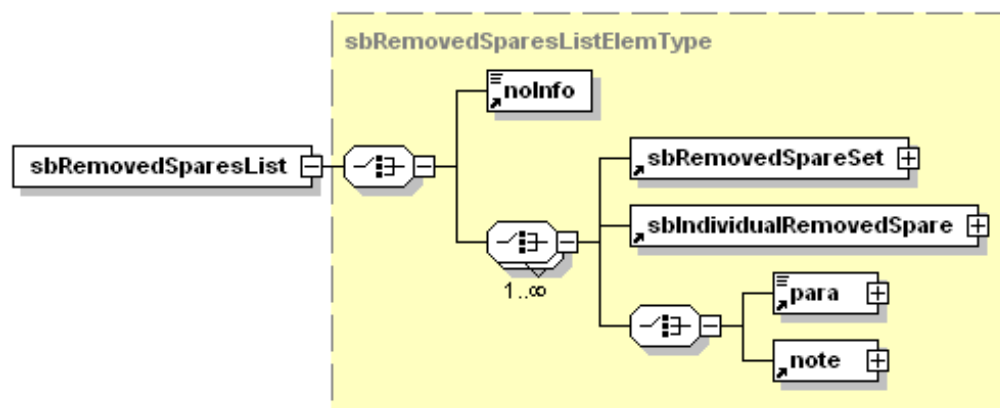 sbRemovedSparesListElemType
noInfo
sbRemovedSparesList
sbRemovedSpareSet
sbIndividualRemovedSpare
1..∞
para
note